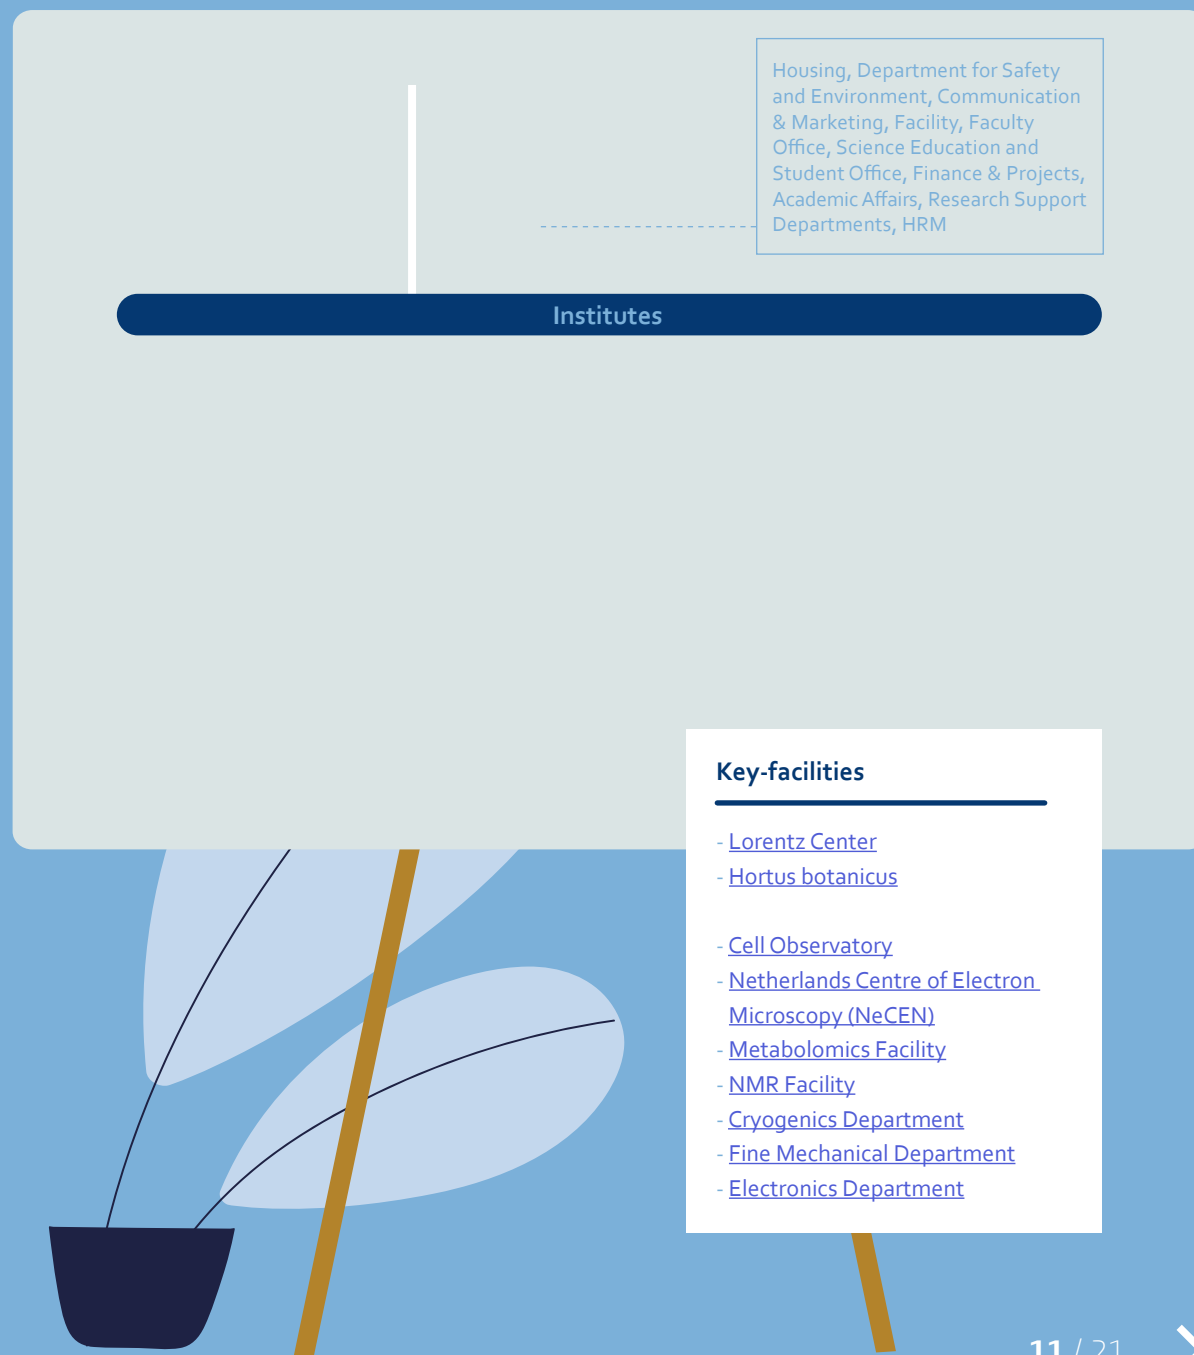 Housing, Department for Safety
and Environment, Communication
& Marketing, Facility, Faculty
Office, Science Education and
Student Office, Finance & Projects,
Academic Affairs, Research Support
Departments, HRM
Institutes
Key-facilities
- Lorentz Center
- Hortus botanicus
- Cell Observatory
- Netherlands Centre of Electron
Microscopy (NeCEN)
- Metabolomics Facility
- NMR Facility
- Cryogenics Department
- Fine Mechanical Department
- Electronics Department
11 / 21